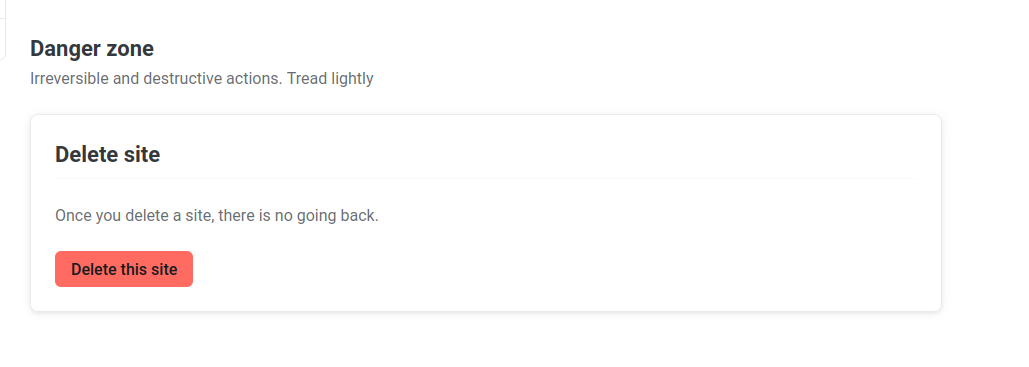 Danger zone
Irreversible and destructive actions. Tread lightly
Delete site
Once you delete a site, there is no going back.
Delete this site